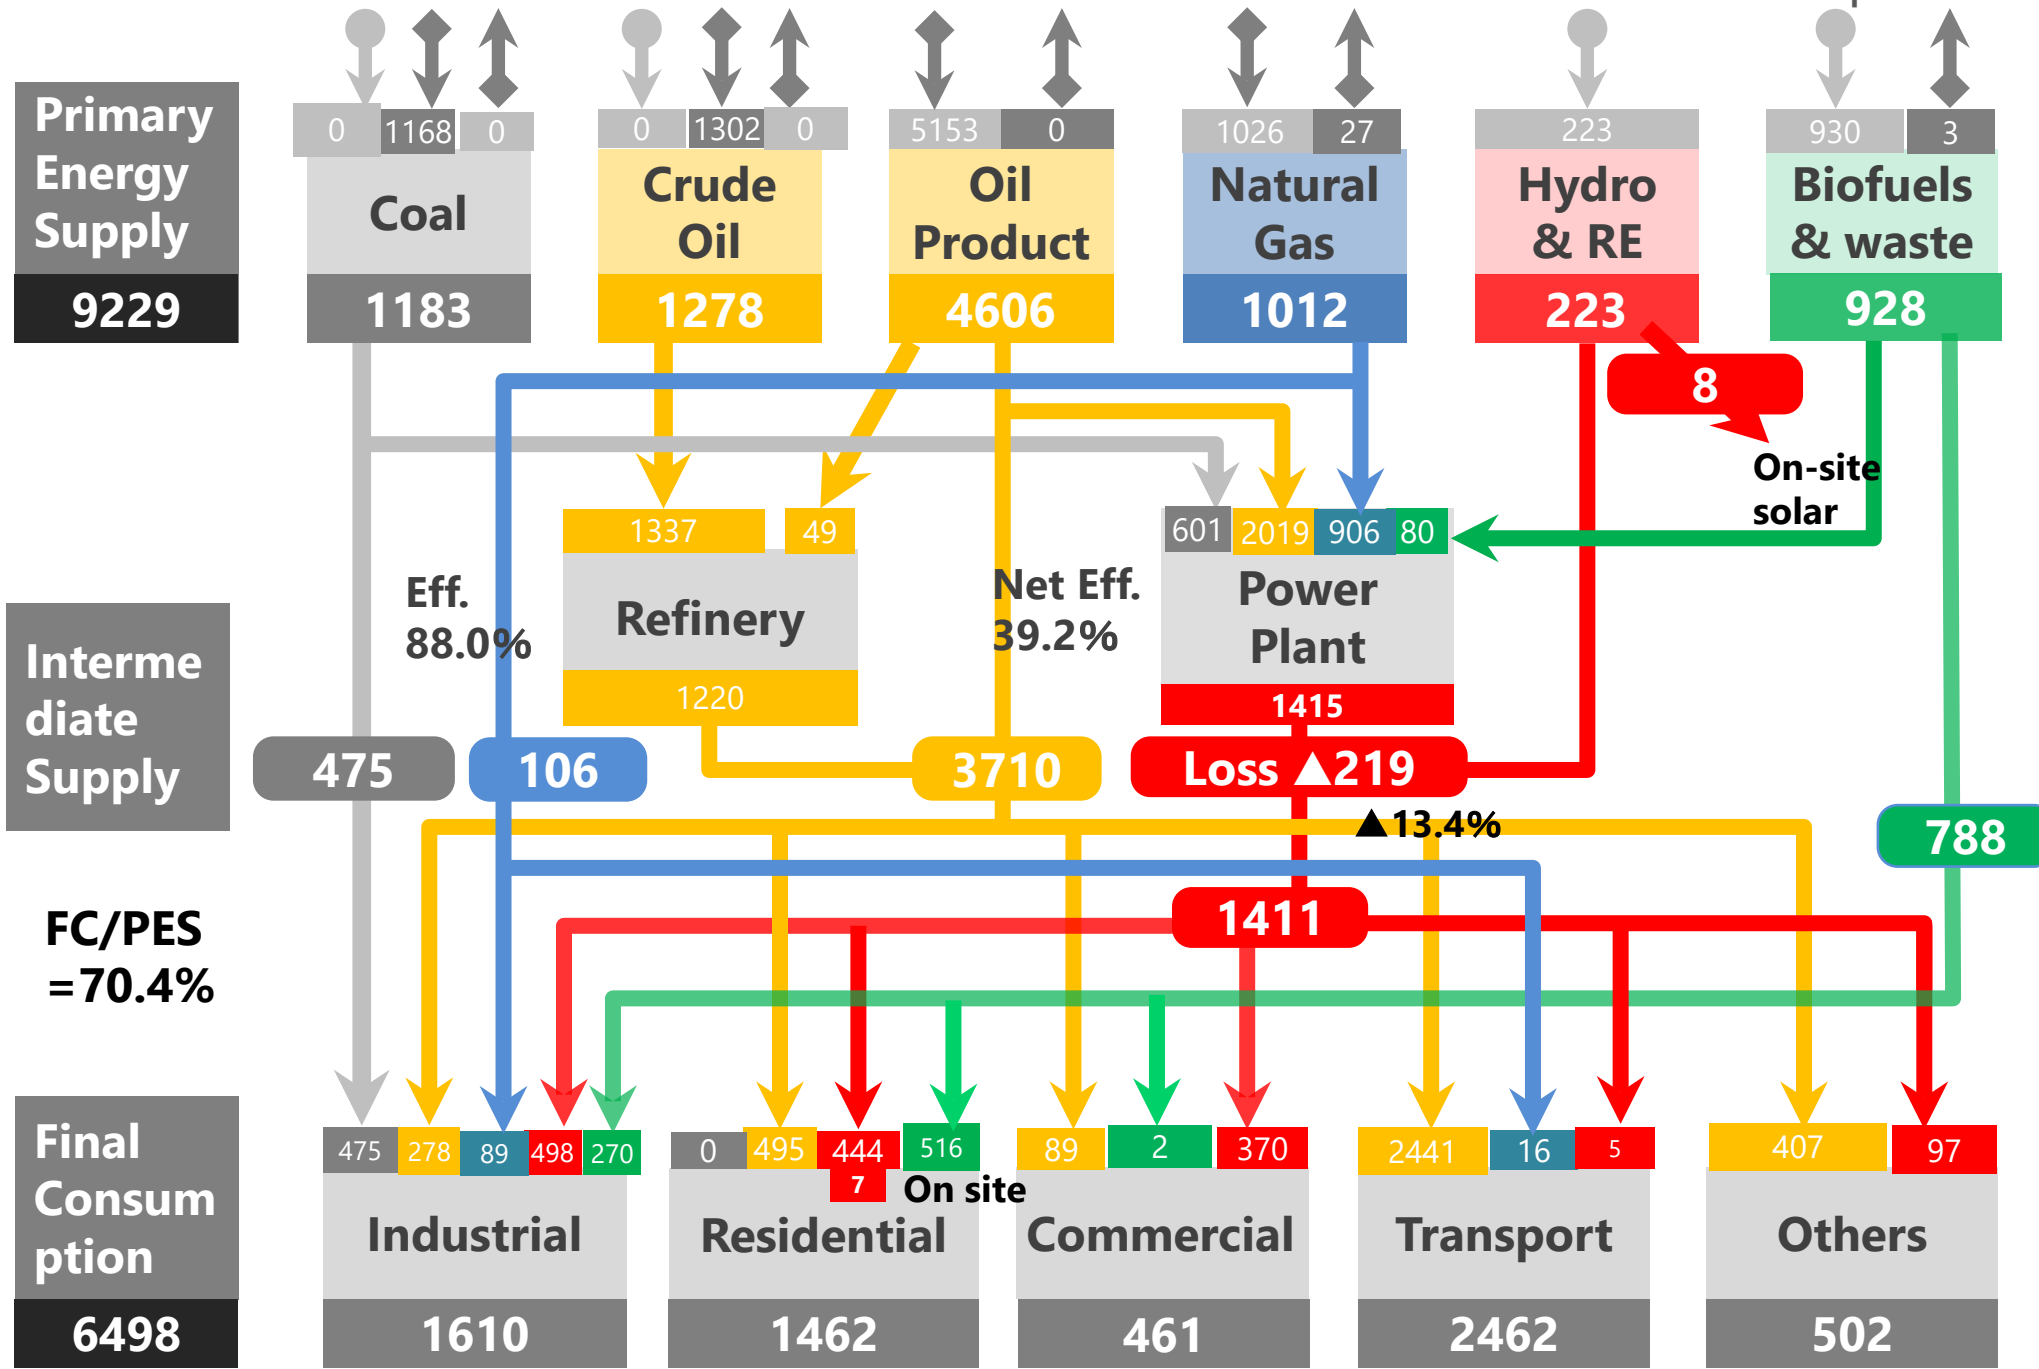 Primary
Energy
Supply
9229
0 1168 0
Coal
1183
0 1302 0
Crude
Oil
1278
5153 0
Oil
Product
4606
1026 27
Natural
Gas
1012
223
Hydro
& RE
223
930 3
Biofuels
& waste
928
8
On-site
solar
1337 49
Refinery
1220
Eff.
88.0%
Net Eff.
39.2%
601 2019 906 80
Power
Plant
1415
Interme
diate
Supply
475
106
3710
Loss ▲219
▲13.4%
788
1411
FC/PES
=70.4%
Final
Consum
ption
6498
475 278 89 498 270
Industrial
1610
0 495 444 516
7
On site
Residential
1462
89 2 370
Commercial
461
2441 16 5
Transport
2462
407 97
Others
502